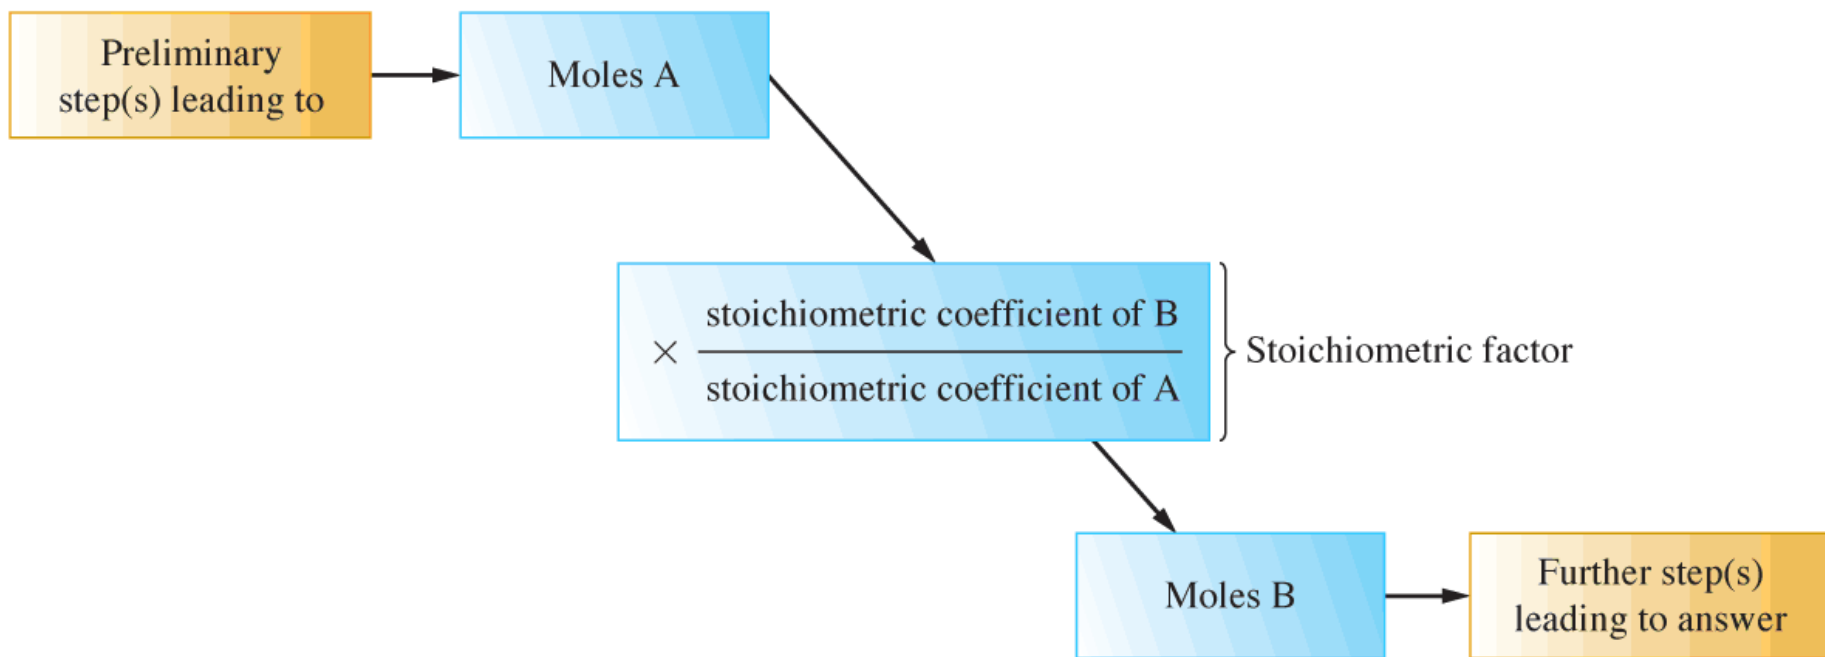 Preliminary
step(s) leading to
Moles A
× stoichiometric coefficient of B
stoichiometric coefficient of A
Stoichiometric factor
Moles B
Further step(s)
leading to answer